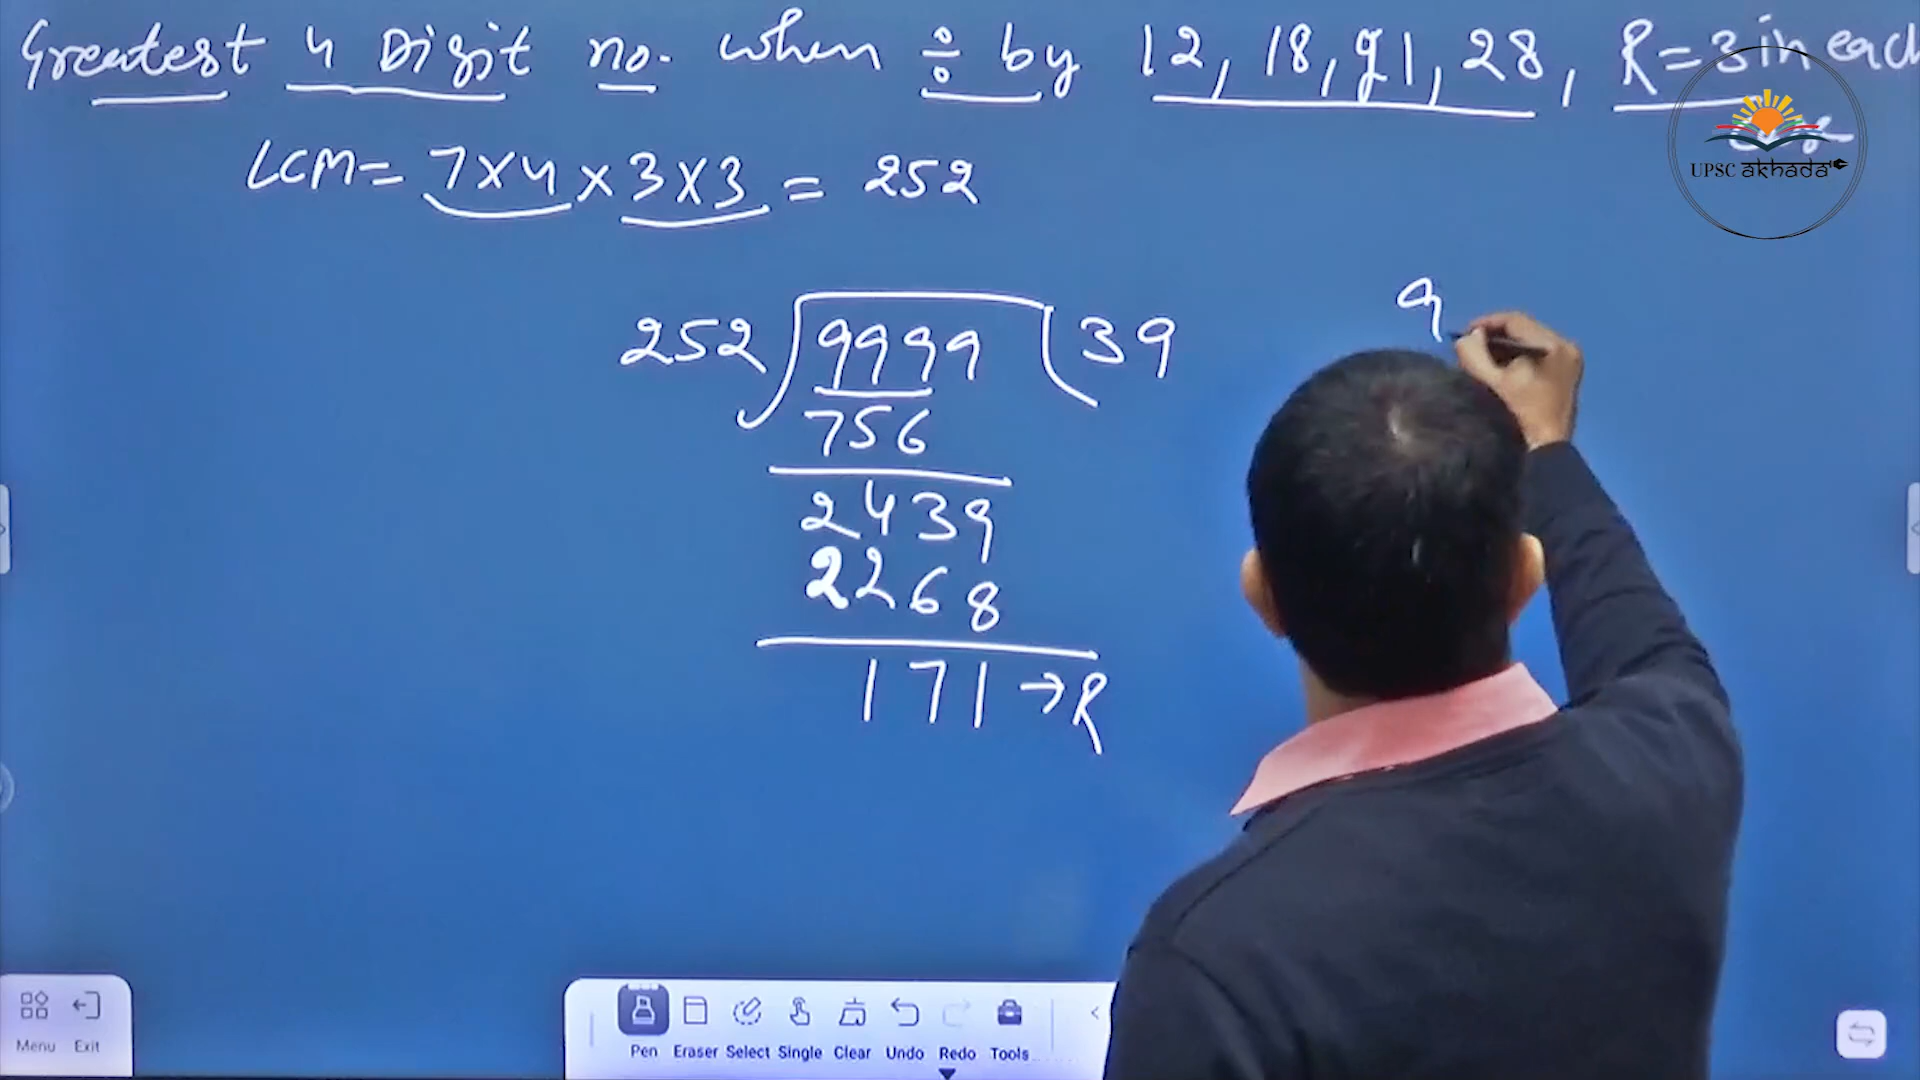 Greatest 4 Digit no. when ÷ by 12, 18, 21, 28, R=3 in each
UPSC akhada
LCM = 7×4×3×3 = 252
9
252 9999 39
756
2439
2268
171 → R
Menu Exit
Pen Eraser Select Single Clear Undo Redo Tools